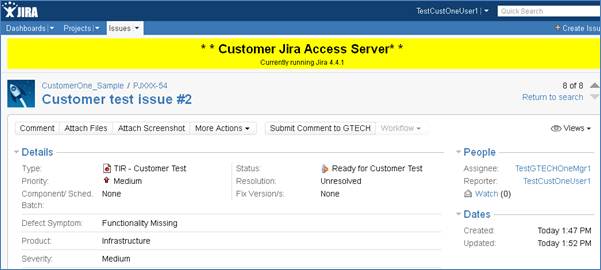 JIRA
TestCustOneUser1
Quick Search
Dashboards Projects Issues + Create Issu
* * Customer Jira Access Server* *
Currently running Jira 4.4.1
CustomerOne_Sample / PJXXX-54
Customer test issue #2
8 of 8
Return to search
Comment Attach Files Attach Screenshot More Actions Submit Comment to GTECH Workflow Views
Details
Type: TIR - Customer Test Status: Ready for Customer Test
Priority: Medium Resolution: Unresolved
Component/ Sched. Batch: None Fix Version/s: None
Defect Symptom: Functionality Missing
Product: Infrastructure
Severity: Medium
People
Assignee: TestGTECHOneMgr1
Reporter: TestCustOneUser1
Watch (0)
Dates
Created: Today 1:47 PM
Updated: Today 1:52 PM